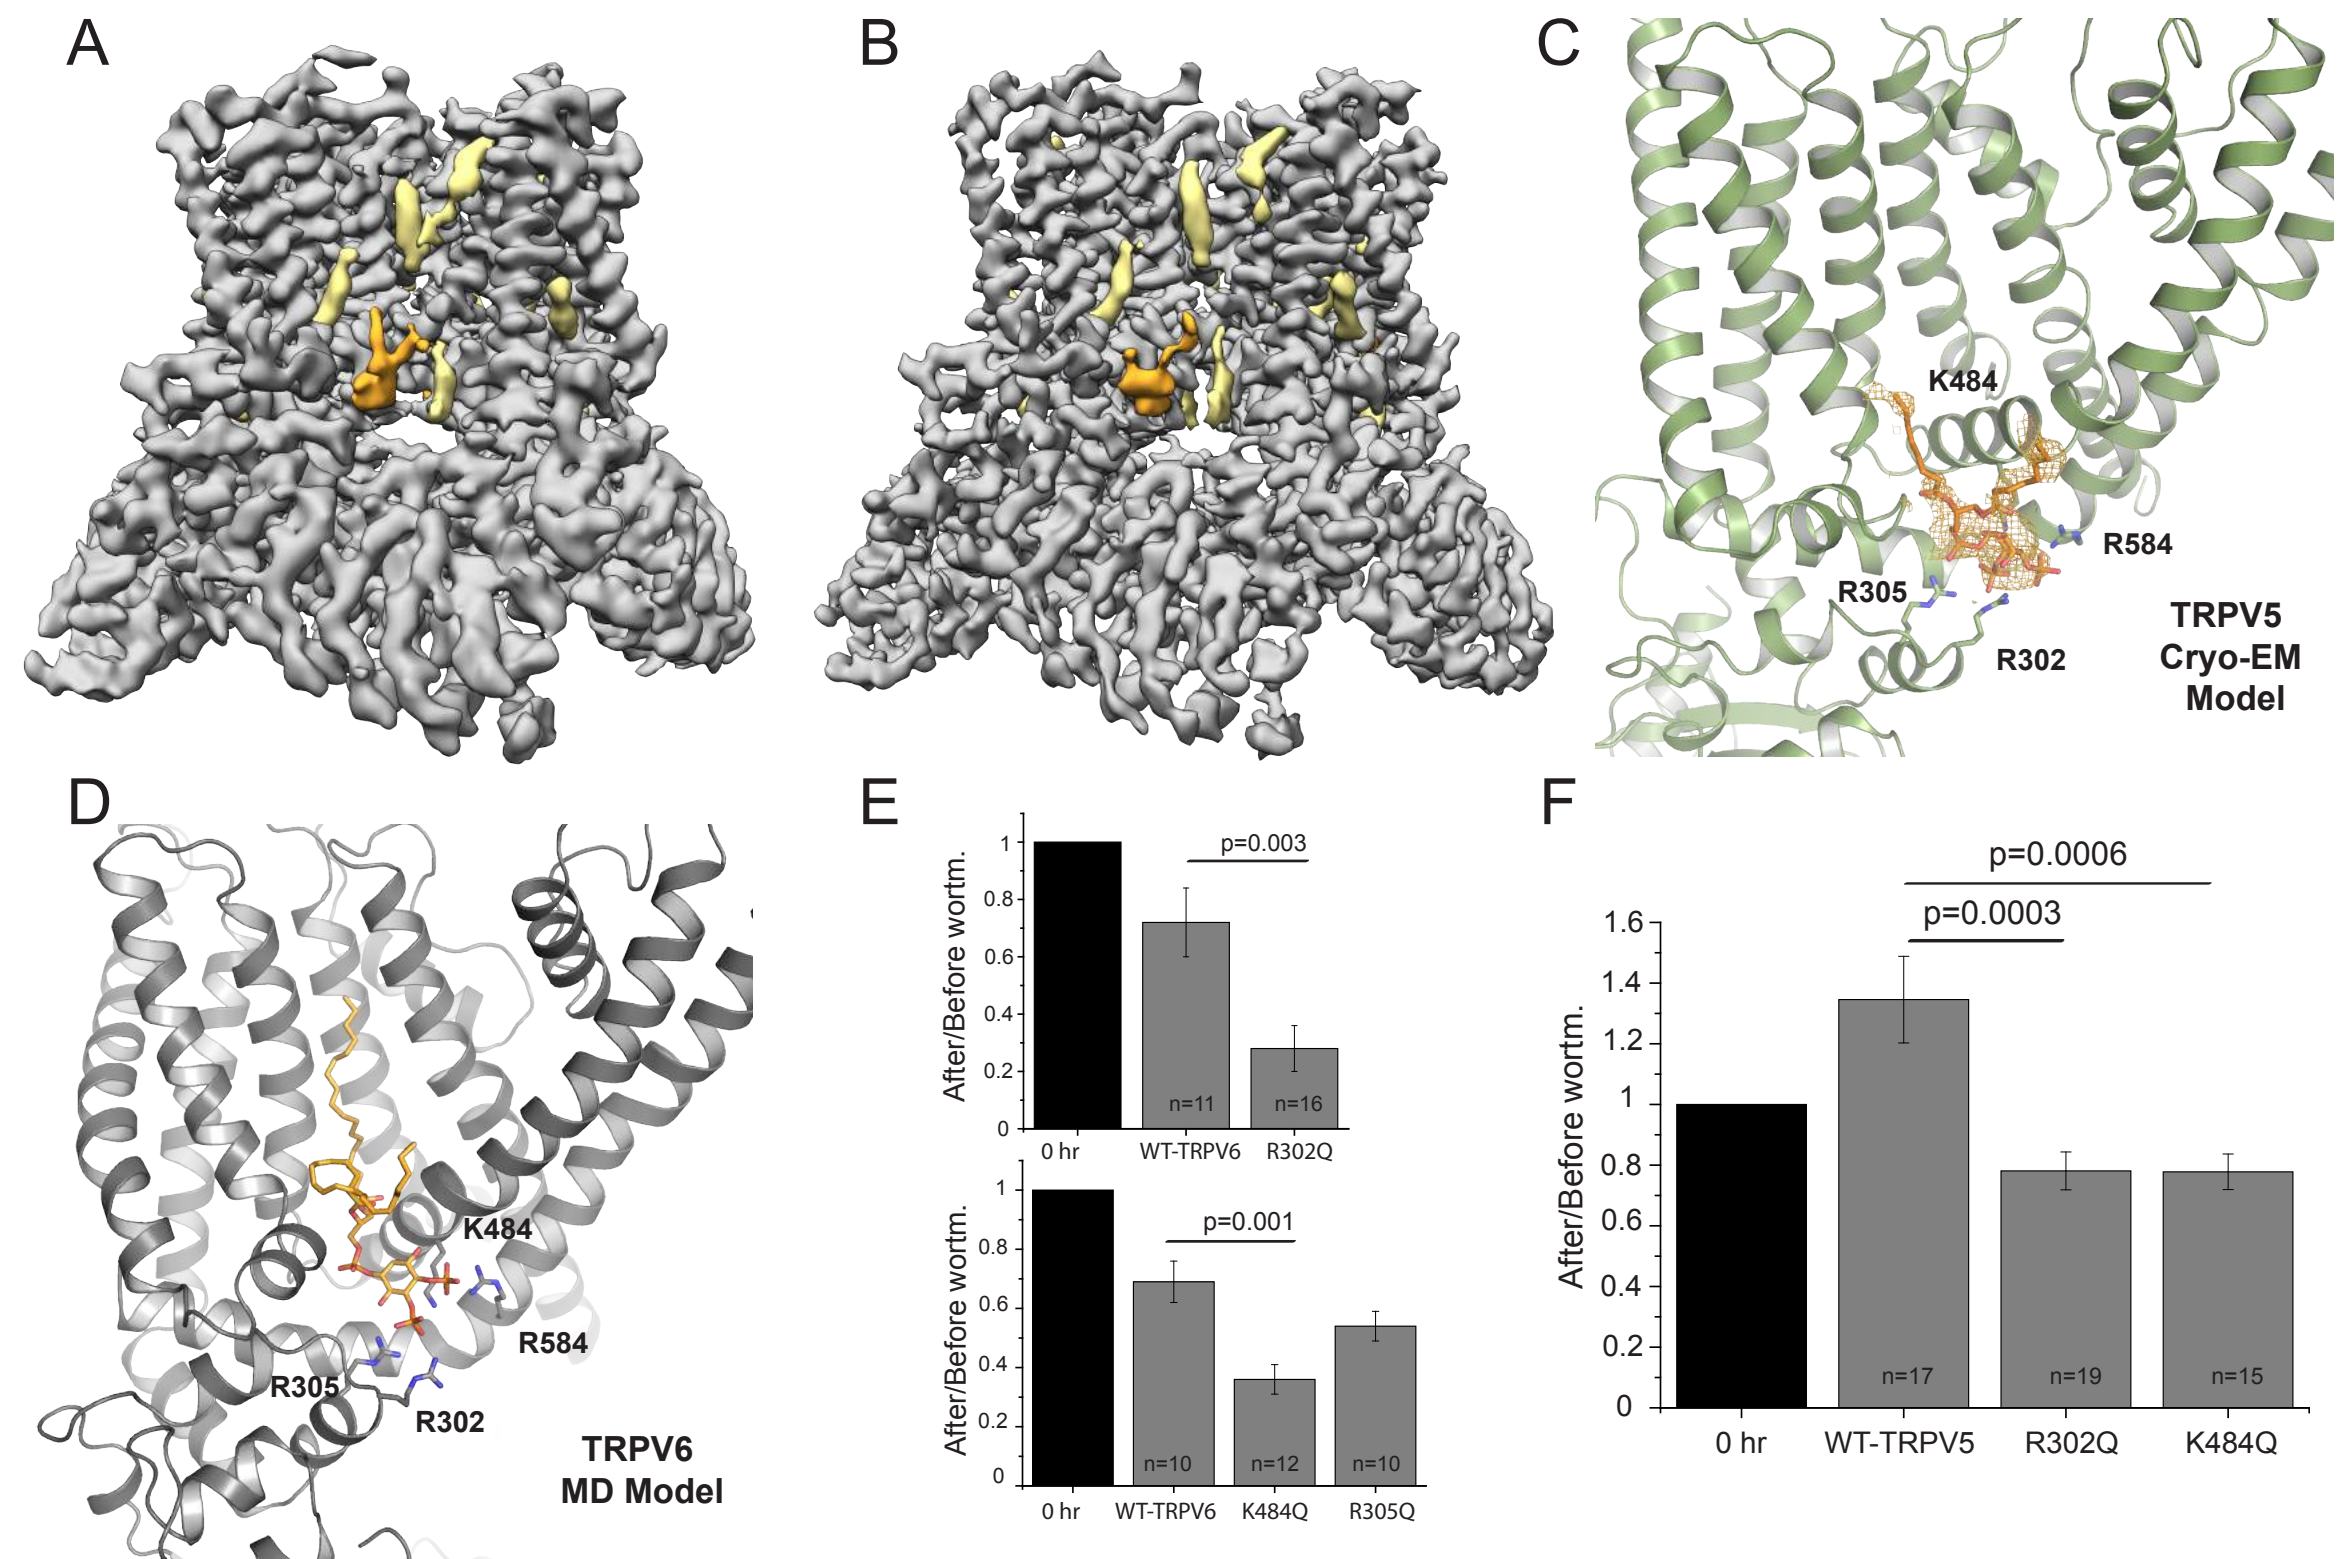 A
B
C
K484
R584
R305
R302
TRPV5
Cryo-EM
Model
D
K484
R584
R305
R302
TRPV6
MD Model
E
After/Before wortm.
1
0.8
0.6
0.4
0.2
0
p=0.003
n=11
n=16
0 hr
WT-TRPV6
R302Q
After/Before wortm.
1
0.8
0.6
0.4
0.2
0
p=0.001
n=10
n=12
n=10
0 hr
WT-TRPV6
K484Q
R305Q
F
p=0.0006
p=0.0003
After/Before wortm.
1.6
1.4
1.2
1
0.8
0.6
0.4
0.2
0
n=17
n=19
n=15
0 hr
WT-TRPV5
R302Q
K484Q